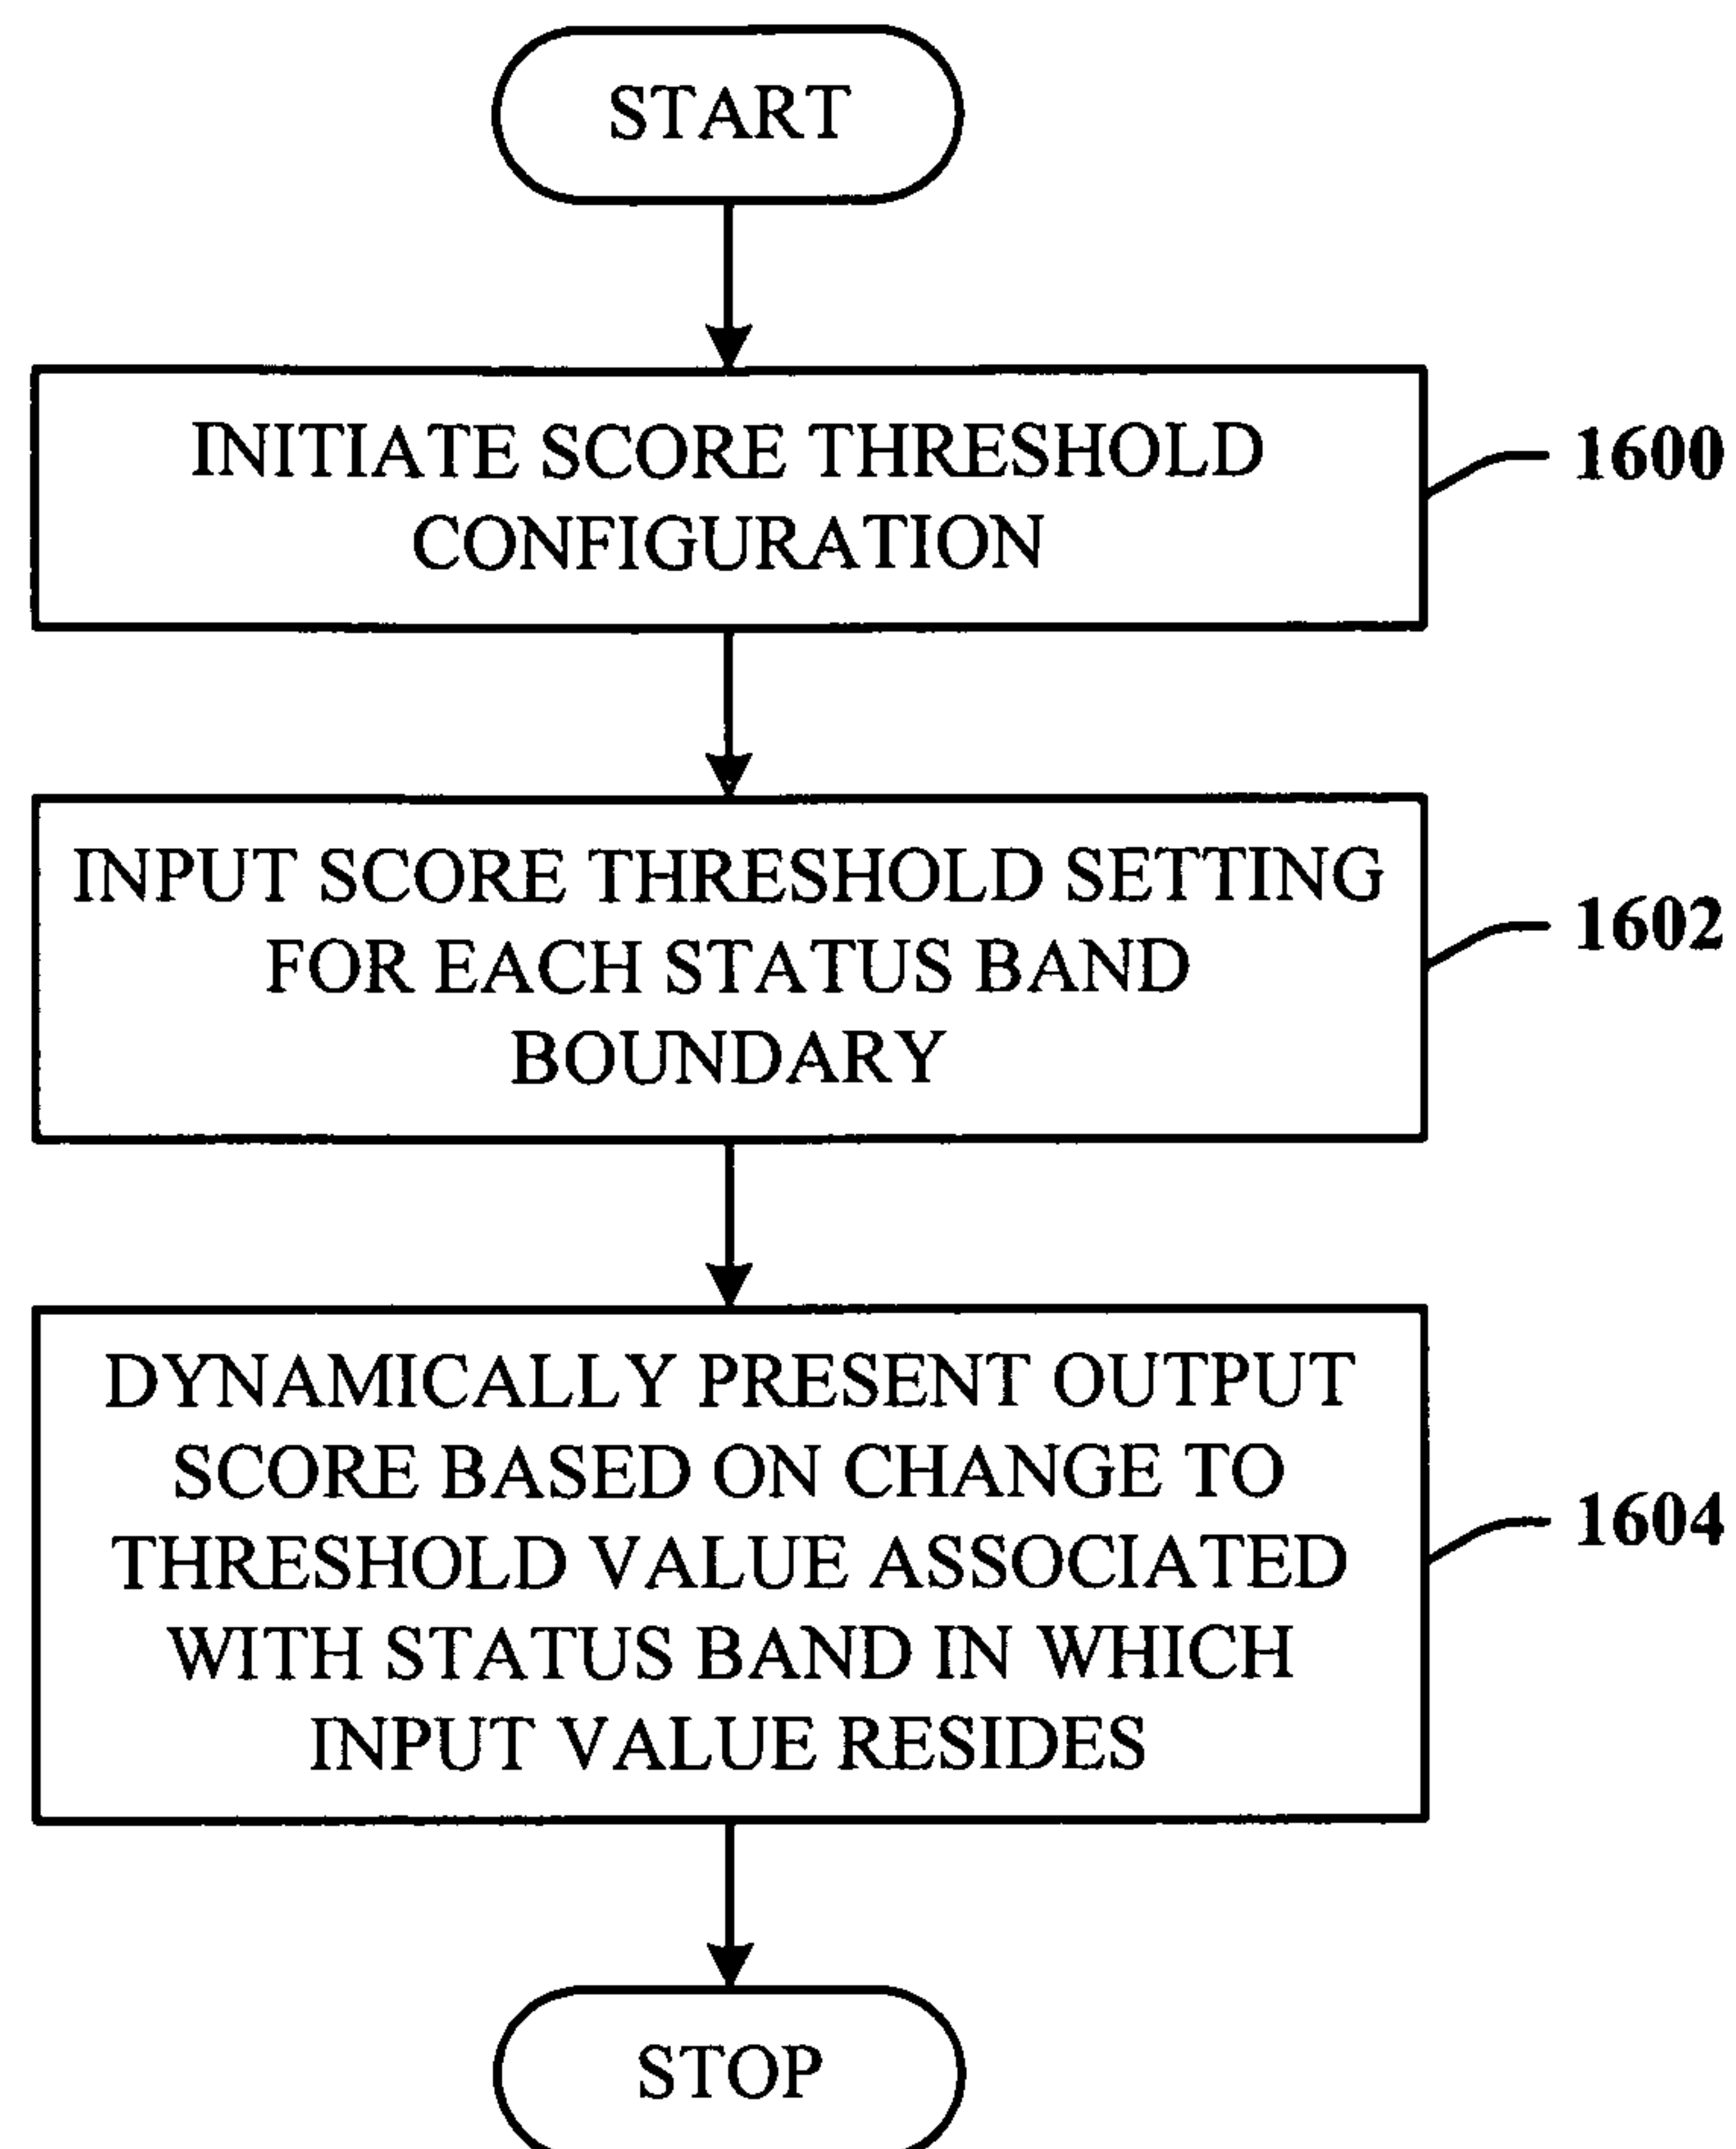 START
INITIATE SCORE THRESHOLD
CONFIGURATION
1600
INPUT SCORE THRESHOLD SETTING
FOR EACH STATUS BAND
BOUNDARY
1602
DYNAMICALLY PRESENT OUTPUT
SCORE BASED ON CHANGE TO
THRESHOLD VALUE ASSOCIATED
WITH STATUS BAND IN WHICH
INPUT VALUE RESIDES
1604
STOP